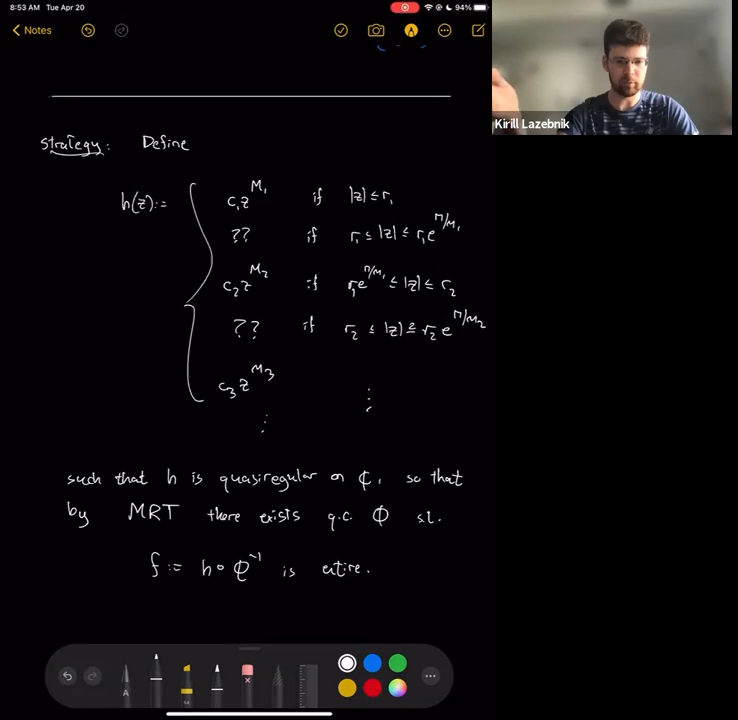 8:53 AM Tue Apr 20
94%
Notes
Kirill Lazebnik
Strategy: Define
h(z) := c₁z^M₁ if |z| ≤ r₁
?? if r₁ ≤ |z| ≤ r₁e^π/M₁
c₂z^M₂ if r₁e^π/M₁ ≤ |z| ≤ r₂
?? if r₂ ≤ |z| ≥ r₂e^π/M₂
c₃z^M₃ ⋮
⋮
such that h is quasiregular on ℂ, so that
by MRT there exists q.c. Φ s.t.
f := h∘Φ⁻¹ is entire.
A